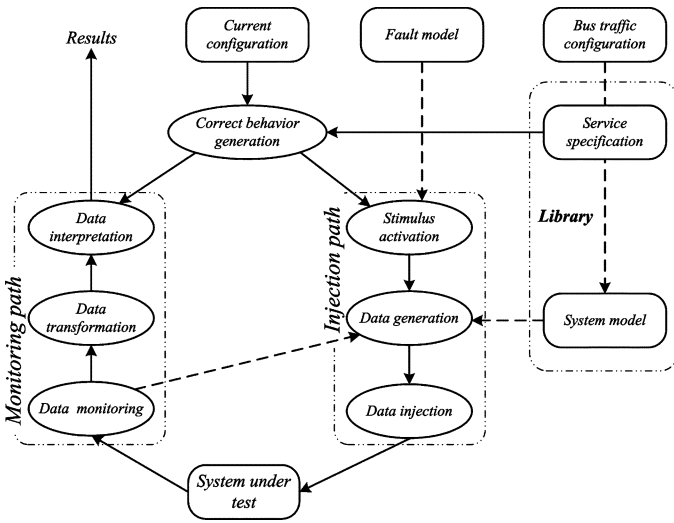 Results
Current
configuration
Fault model
Bus traffic
configuration
Correct behavior
generation
Service
specification
Data
interpretation
Stimulus
activation
Library
Injection path
Monitoring path
Data
transformation
Data generation
System model
Data monitoring
Data injection
System under
test